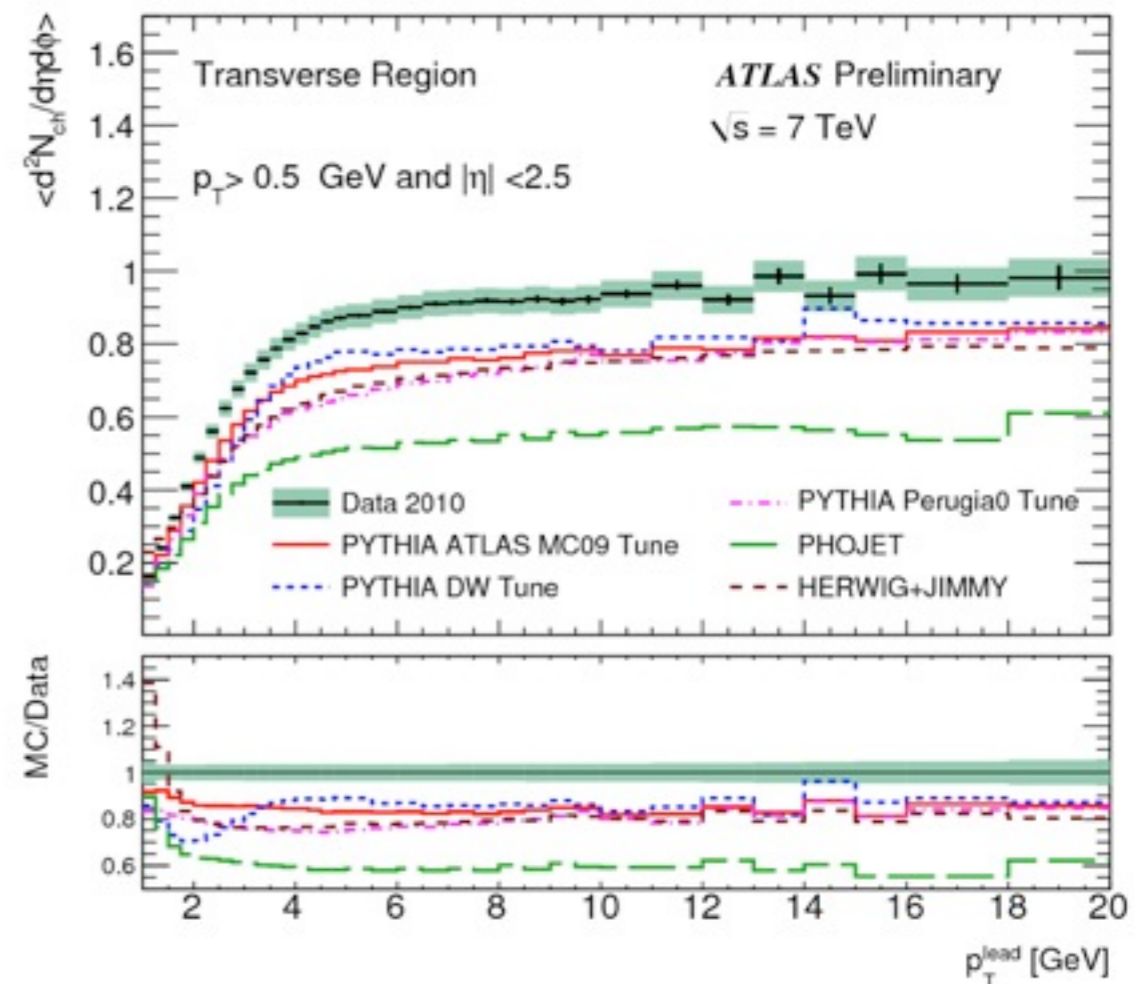 <d²N_ch/dηdϕ>
1.6
1.4
1.2
1
0.8
0.6
0.4
0.2
Transverse Region
ATLAS Preliminary
√s = 7 TeV
p_T> 0.5 GeV and |η| <2.5
Data 2010
PYTHIA ATLAS MC09 Tune
PYTHIA DW Tune
PYTHIA Perugia0 Tune
PHOJET
HERWIG+JIMMY
MC/Data
1.4
1.2
1
0.8
0.6
2 4 6 8 10 12 14 16 18 20
p_T^lead [GeV]